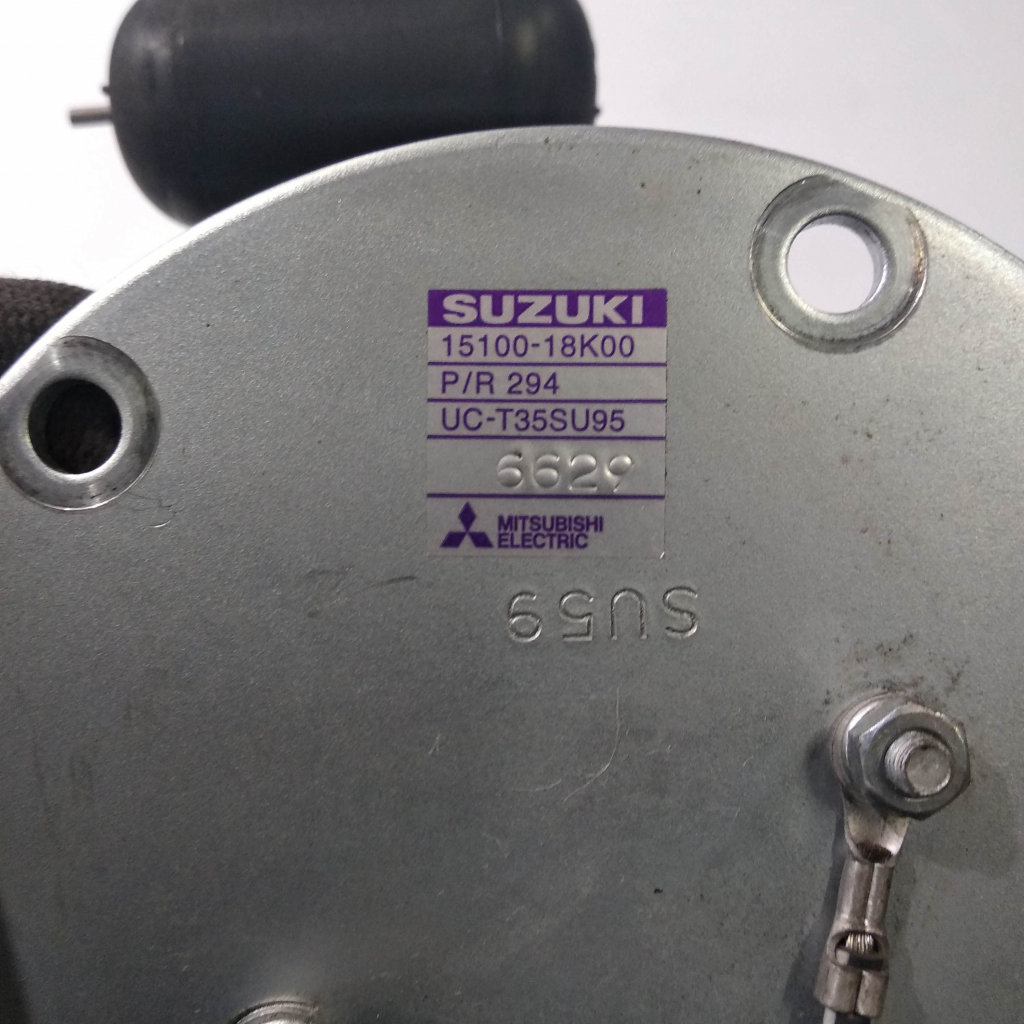 SUZUKI
15100-18K00
P/R 294
UC-T35SU95
6629
MITSUBISHI
ELECTRIC
SU59